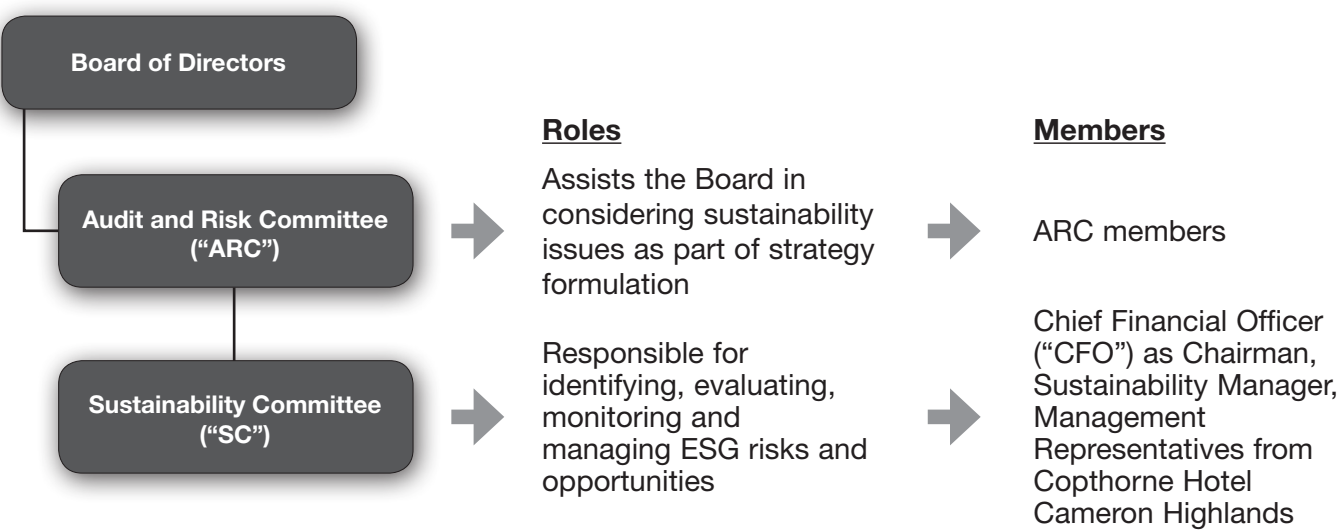 Board of Directors
Roles
Members
Audit and Risk Committee
(“ARC”)
Assists the Board in
considering sustainability
issues as part of strategy
formulation
ARC members
Sustainability Committee
(“SC”)
Responsible for
identifying, evaluating,
monitoring and
managing ESG risks and
opportunities
Chief Financial Officer
(“CFO”) as Chairman,
Sustainability Manager,
Management
Representatives from
Copthorne Hotel
Cameron Highlands